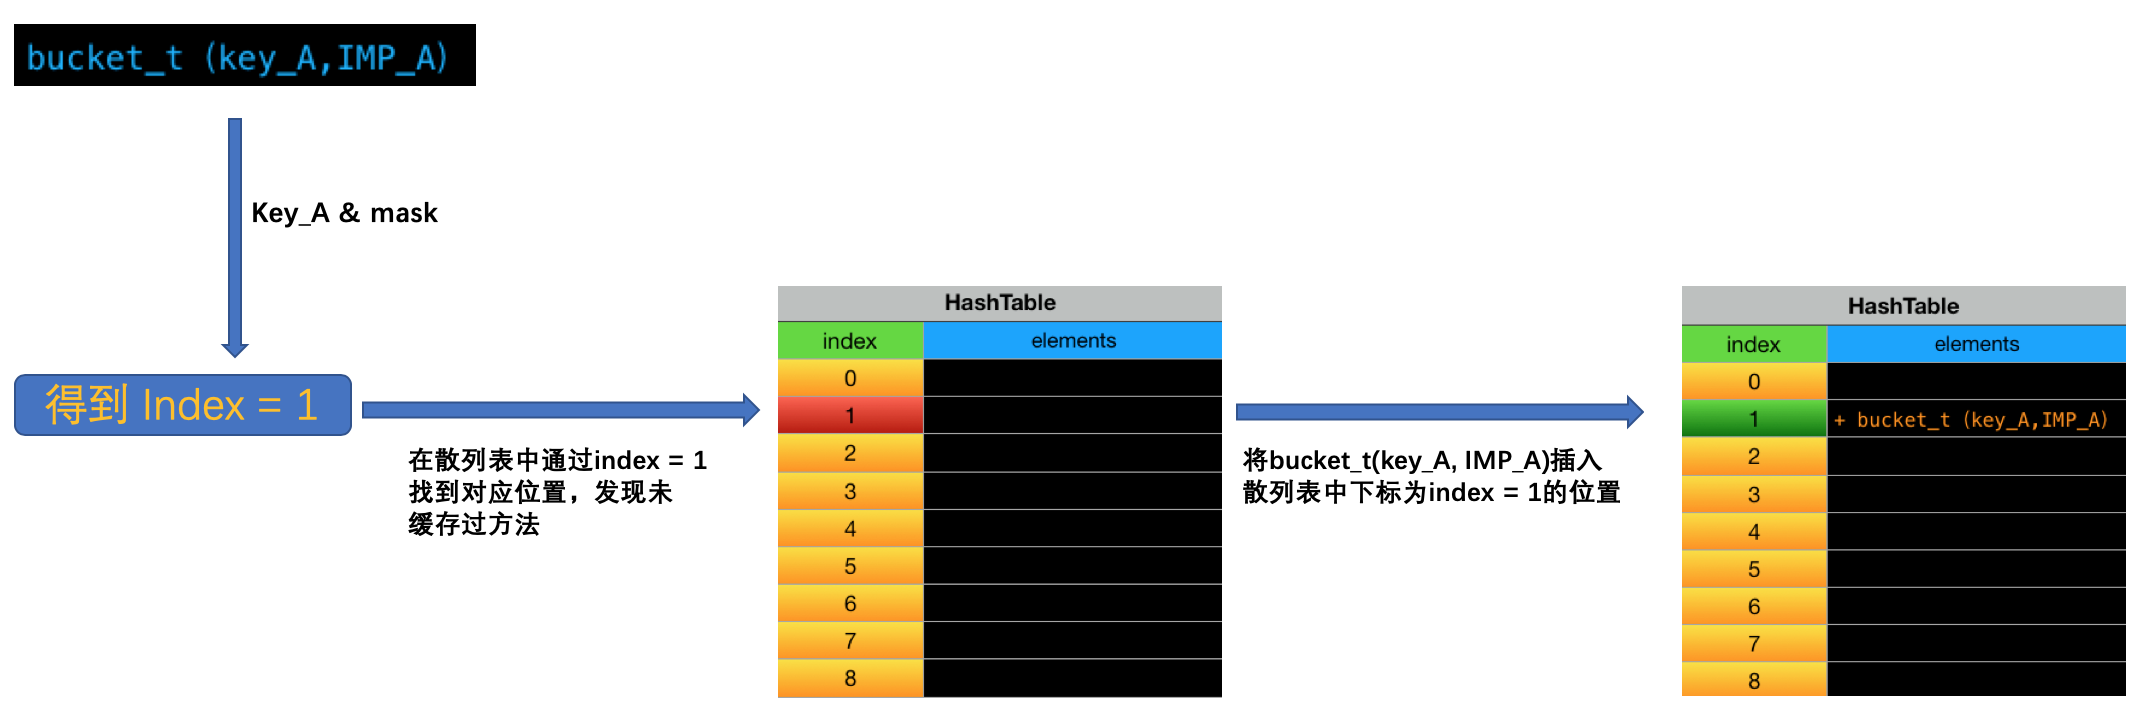 bucket_t (key_A,IMP_A)
Key_A & mask
得到 Index = 1
在散列表中通过index = 1
找到对应位置，发现未
缓存过方法
HashTable
index elements
0
1
2
3
4
5
6
7
8
将bucket_t(key_A, IMP_A)插入
散列表中下标为index = 1的位置
HashTable
index elements
0
1 + bucket_t (key_A,IMP_A)
2
3
4
5
6
7
8